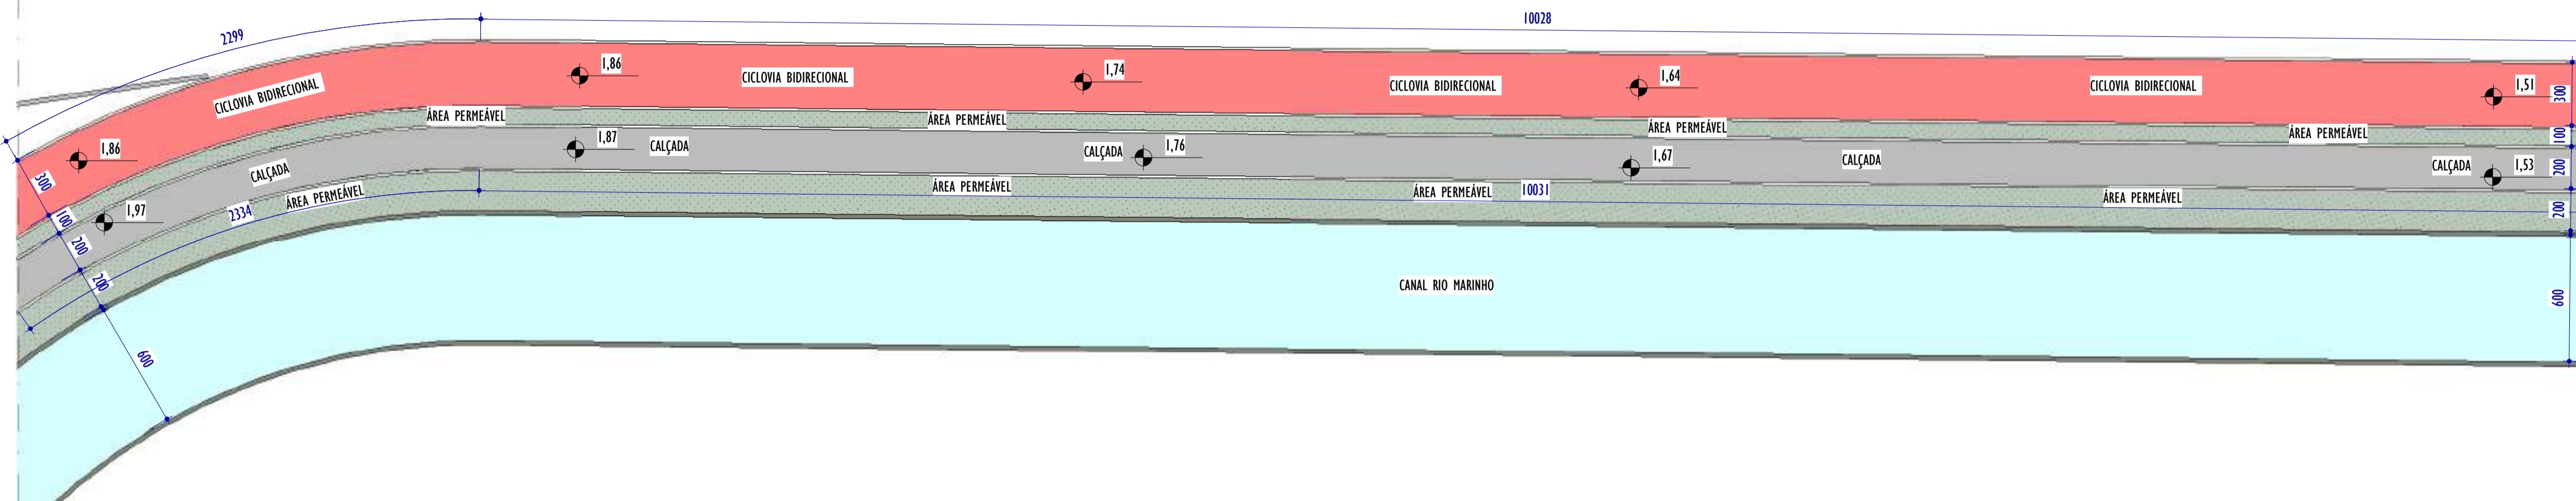 10028
2299
1,86
CICLOVIA BIDIRECIONAL
1,74
CICLOVIA BIDIRECIONAL
1,64
CICLOVIA BIDIRECIONAL
1,51
300
CICLOVIA BIDIRECIONAL
ÁREA PERMEÁVEL
ÁREA PERMEÁVEL
ÁREA PERMEÁVEL
ÁREA PERMEÁVEL
100
1,86
1,87
CALÇADA
CALÇADA
1,76
1,67
CALÇADA
CALÇADA
1,53
200
300
CALÇADA
ÁREA PERMEÁVEL
ÁREA PERMEÁVEL
ÁREA PERMEÁVEL
10031
ÁREA PERMEÁVEL
200
1,97
100
2334
200
200
CANAL RIO MARINHO
600
600